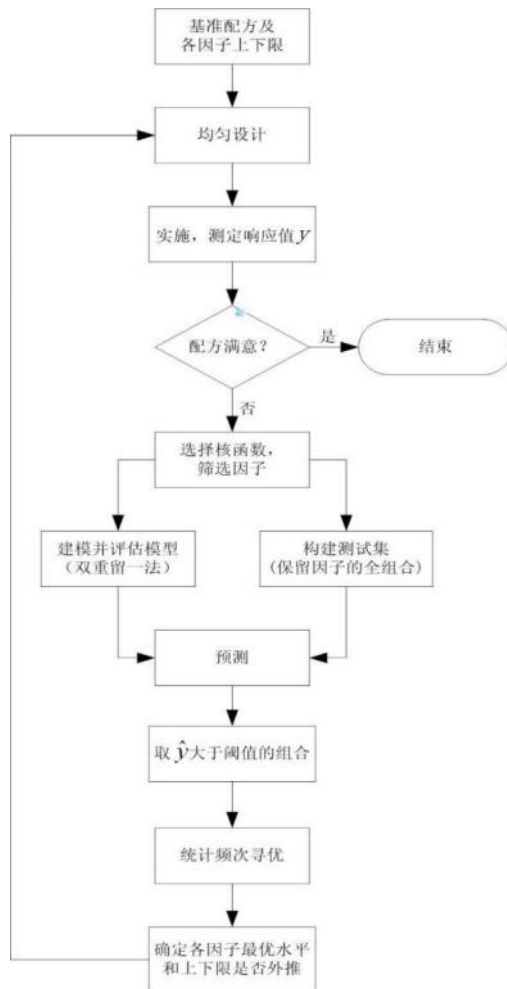 基准配方及
各因子上下限
均匀设计
实施，测定响应值y
配方满意？
是
结束
否
选择核函数，
筛选因子
建模并评估模型
（双重留一法）
构建测试集
(保留因子的全组合)
预测
取ŷ大于阈值的组合
统计频次寻优
确定各因子最优水平
和上下限是否外推